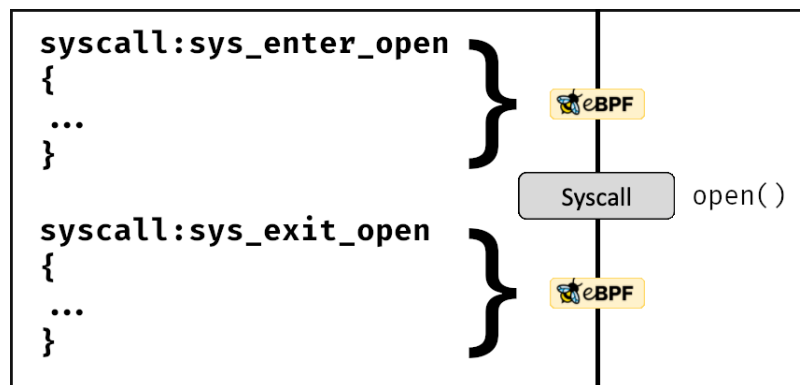 syscall:sys_enter_open
{
...
}
eBPF
Syscall open()
syscall:sys_exit_open
{
...
}
eBPF